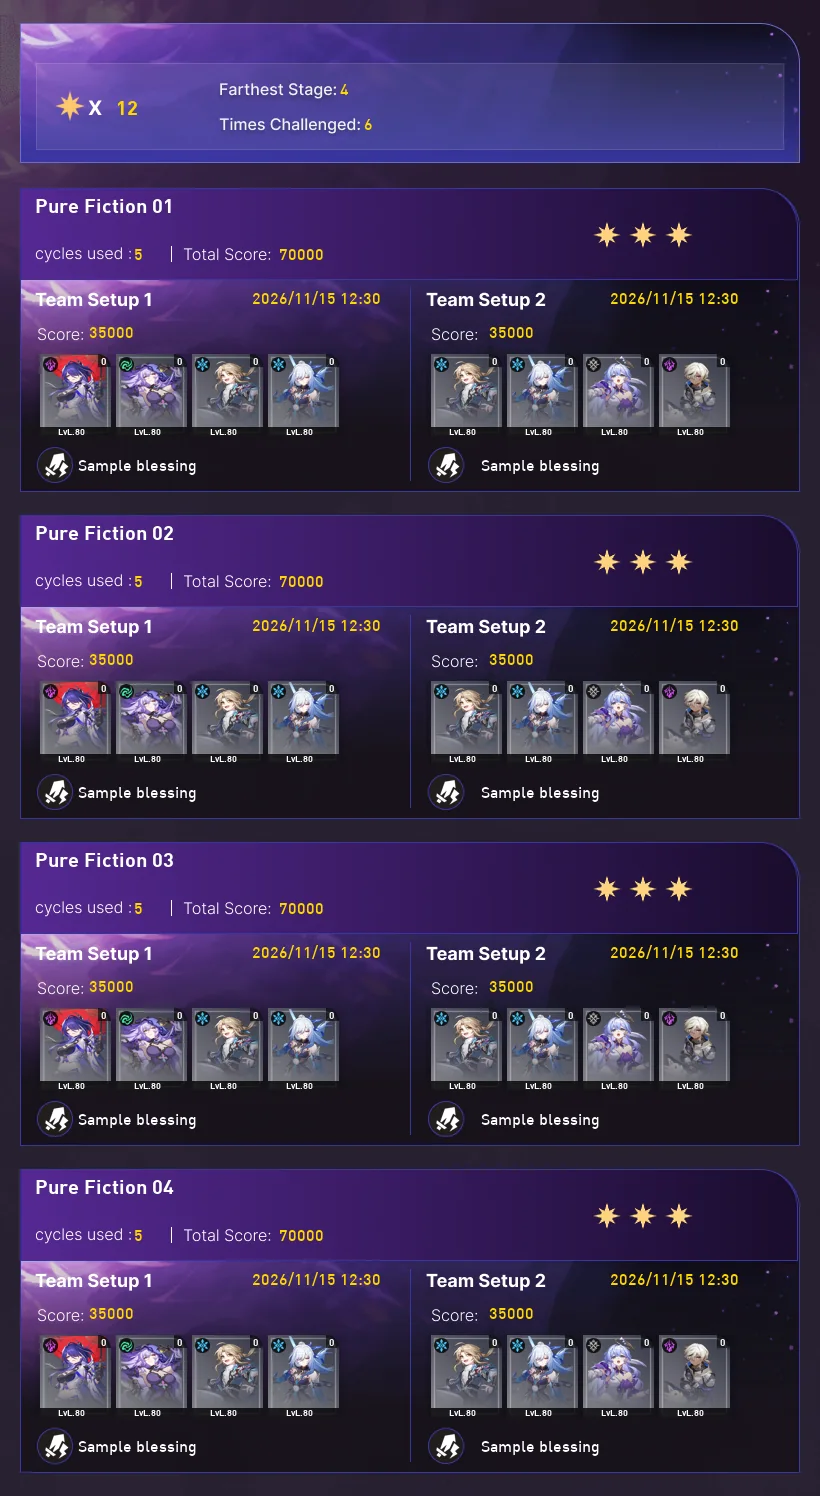 X 12
Farthest Stage: 4
Times Challenged: 6
Pure Fiction 01
cycles used : 5 | Total Score: 70000
Team Setup 1 2026/11/15 12:30
Score: 35000
0 0 0 0
LvL.80 LvL.80 LvL.80 LvL.80
Sample blessing
Team Setup 2 2026/11/15 12:30
Score: 35000
0 0 0 0
LvL.80 LvL.80 LvL.80 LvL.80
Sample blessing
Pure Fiction 02
cycles used : 5 | Total Score: 70000
Team Setup 1 2026/11/15 12:30
Score: 35000
0 0 0 0
LvL.80 LvL.80 LvL.80 LvL.80
Sample blessing
Team Setup 2 2026/11/15 12:30
Score: 35000
0 0 0 0
LvL.80 LvL.80 LvL.80 LvL.80
Sample blessing
Pure Fiction 03
cycles used : 5 | Total Score: 70000
Team Setup 1 2026/11/15 12:30
Score: 35000
0 0 0 0
LvL.80 LvL.80 LvL.80 LvL.80
Sample blessing
Team Setup 2 2026/11/15 12:30
Score: 35000
0 0 0 0
LvL.80 LvL.80 LvL.80 LvL.80
Sample blessing
Pure Fiction 04
cycles used : 5 | Total Score: 70000
Team Setup 1 2026/11/15 12:30
Score: 35000
0 0 0 0
LvL.80 LvL.80 LvL.80 LvL.80
Sample blessing
Team Setup 2 2026/11/15 12:30
Score: 35000
0 0 0 0
LvL.80 LvL.80 LvL.80 LvL.80
Sample blessing